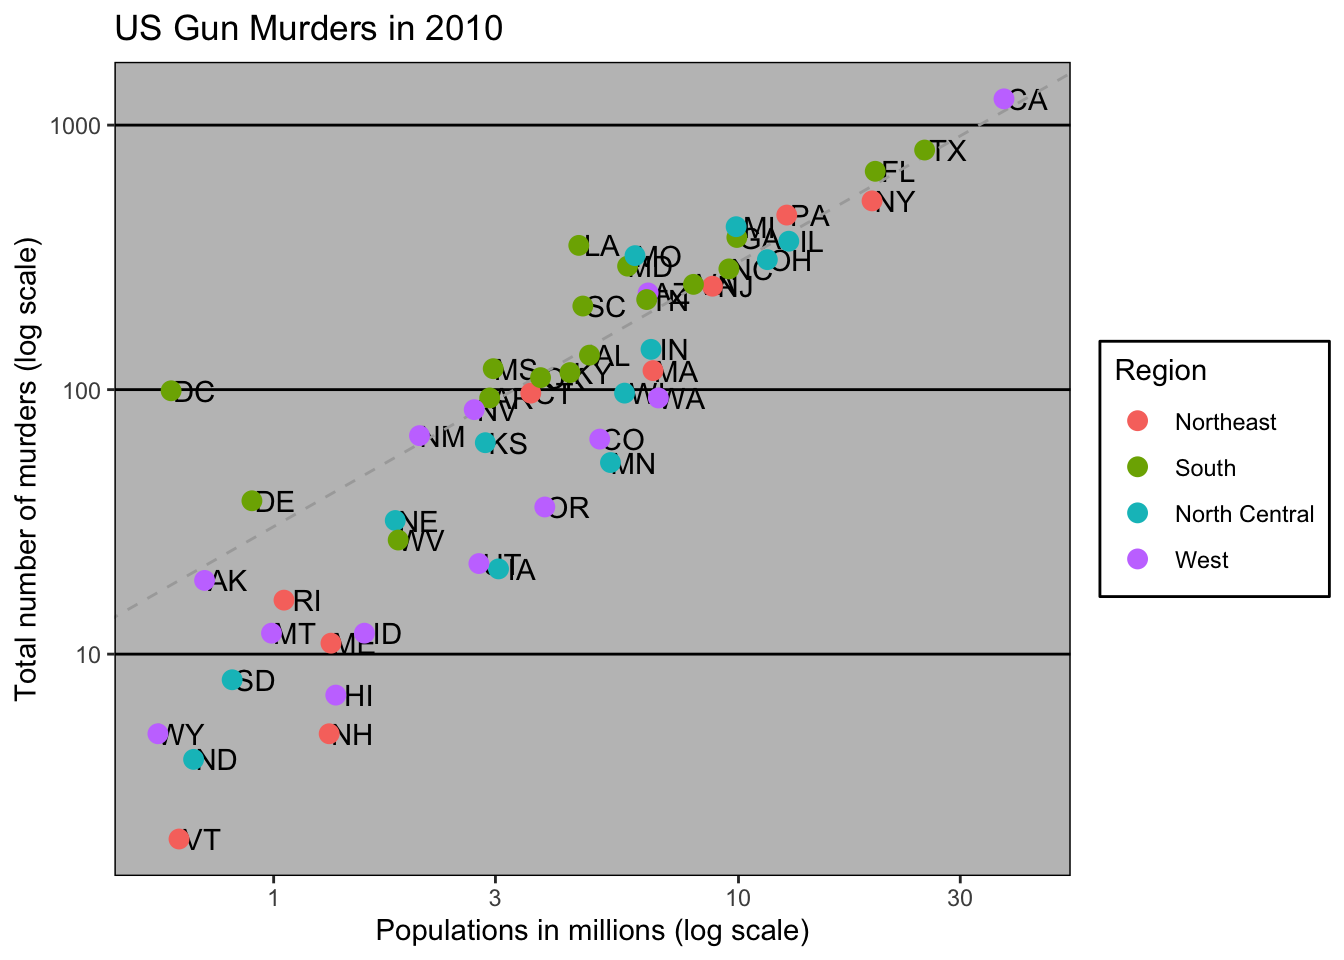 US Gun Murders in 2010
Total number of murders (log scale)
1000
100
10
CA
TX
FL
NY
PA
MI
GA
IL
OH
LA
MO
MD
NC
NJ
TN
SC
IN
AL
MA
MS
KY
DC
WA
CT
AR
NV
NM
KS
CO
MN
DE
OR
NE
WV
UT
IA
AK
RI
MT
ME
ID
SD
HI
WY
NH
ND
VT
1
3
10
30
Populations in millions (log scale)
Region
Northeast
South
North Central
West